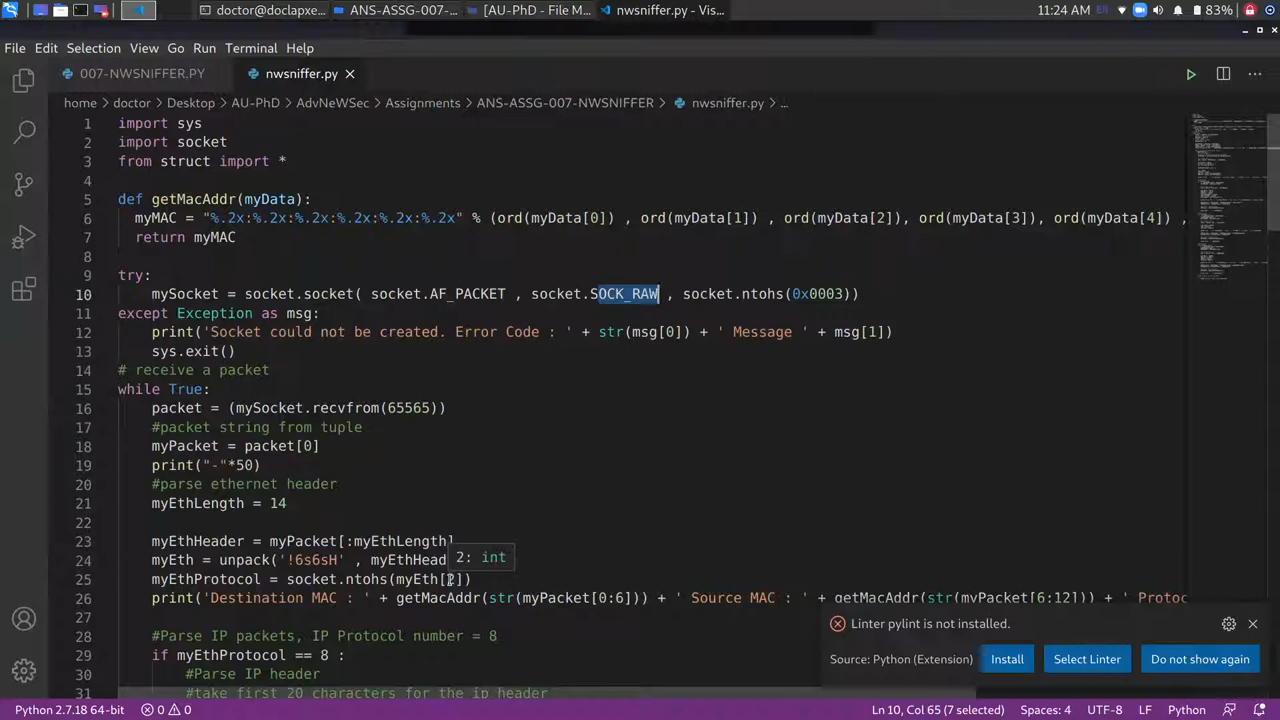 doctor@doclapxe...
ANS-ASSG-007-...
[AU-PhD - File M...
nwsniffer.py - Vis...
11:24 AM
EN
83%
File Edit Selection View Go Run Terminal Help
007-NWSNIFFER.PY
nwsniffer.py
home > doctor > Desktop > AU-PhD > AdvNeWSec > Assignments > ANS-ASSG-007-NWSNIFFER > nwsniffer.py > ...
1 import sys
2 import socket
3 from struct import *
4
5 def getMacAddr(myData):
6 myMAC = "%.2x:%.2x:%.2x:%.2x:%.2x:%.2x" % (ord(myData[0]) , ord(myData[1]) , ord(myData[2]), ord(myData[3]), ord(myData[4]) ,
7 return myMAC
8
9 try:
10 mySocket = socket.socket( socket.AF_PACKET , socket.SOCK_RAW , socket.ntohs(0x0003))
11 except Exception as msg:
12 print('Socket could not be created. Error Code : ' + str(msg[0]) + ' Message ' + msg[1])
13 sys.exit()
14 # receive a packet
15 while True:
16 packet = (mySocket.recvfrom(65565))
17 #packet string from tuple
18 myPacket = packet[0]
19 print("-"*50)
20 #parse ethernet header
21 myEthLength = 14
22
23 myEthHeader = myPacket[:myEthLength]
24 myEth = unpack('!6s6sH' , myEthHead
2: int
25 myEthProtocol = socket.ntohs(myEth[2])
26 print('Destination MAC : ' + getMacAddr(str(myPacket[0:6])) + ' Source MAC : ' + getMacAddr(str(myPacket[6:12])) + ' Protoc
27
28 #Parse IP packets, IP Protocol number = 8
29 if myEthProtocol == 8 :
30 #Parse IP header
31 #take first 20 characters for the ip header
Linter pylint is not installed.
Source: Python (Extension)
Install
Select Linter
Do not show again
Python 2.7.18 64-bit
0
0
Ln 10, Col 65 (7 selected)
Spaces: 4
UTF-8
LF
Python